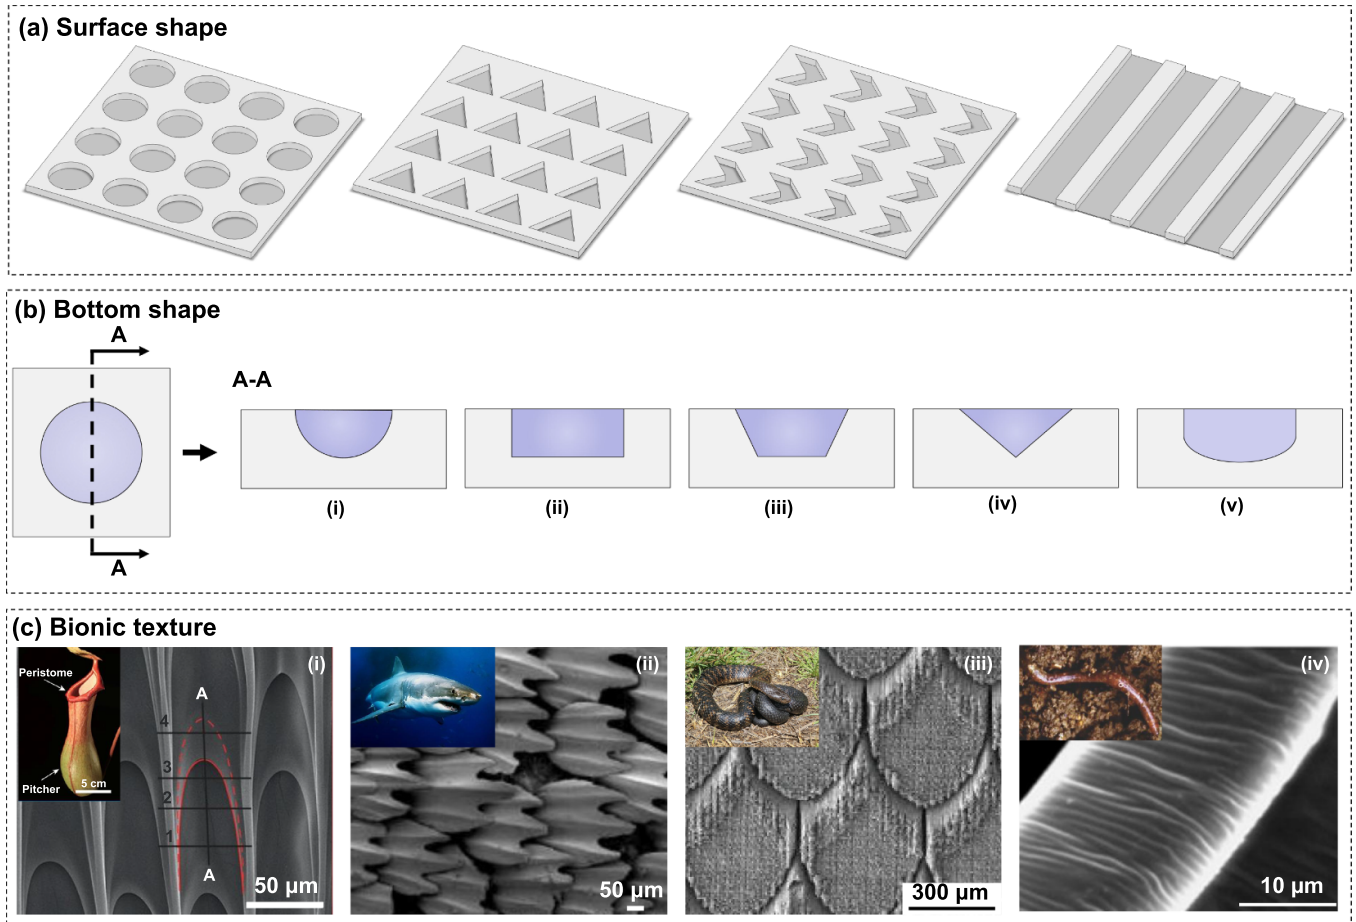 (a) Surface shape
(b) Bottom shape
A
A-A
A
(i)
(ii)
(iii)
(iv)
(v)
(c) Bionic texture
Peristome
Pitcher
5 cm
(i)
A
4
3
2
1
A
50 μm
(ii)
50 μm
(iii)
300 μm
(iv)
10 μm